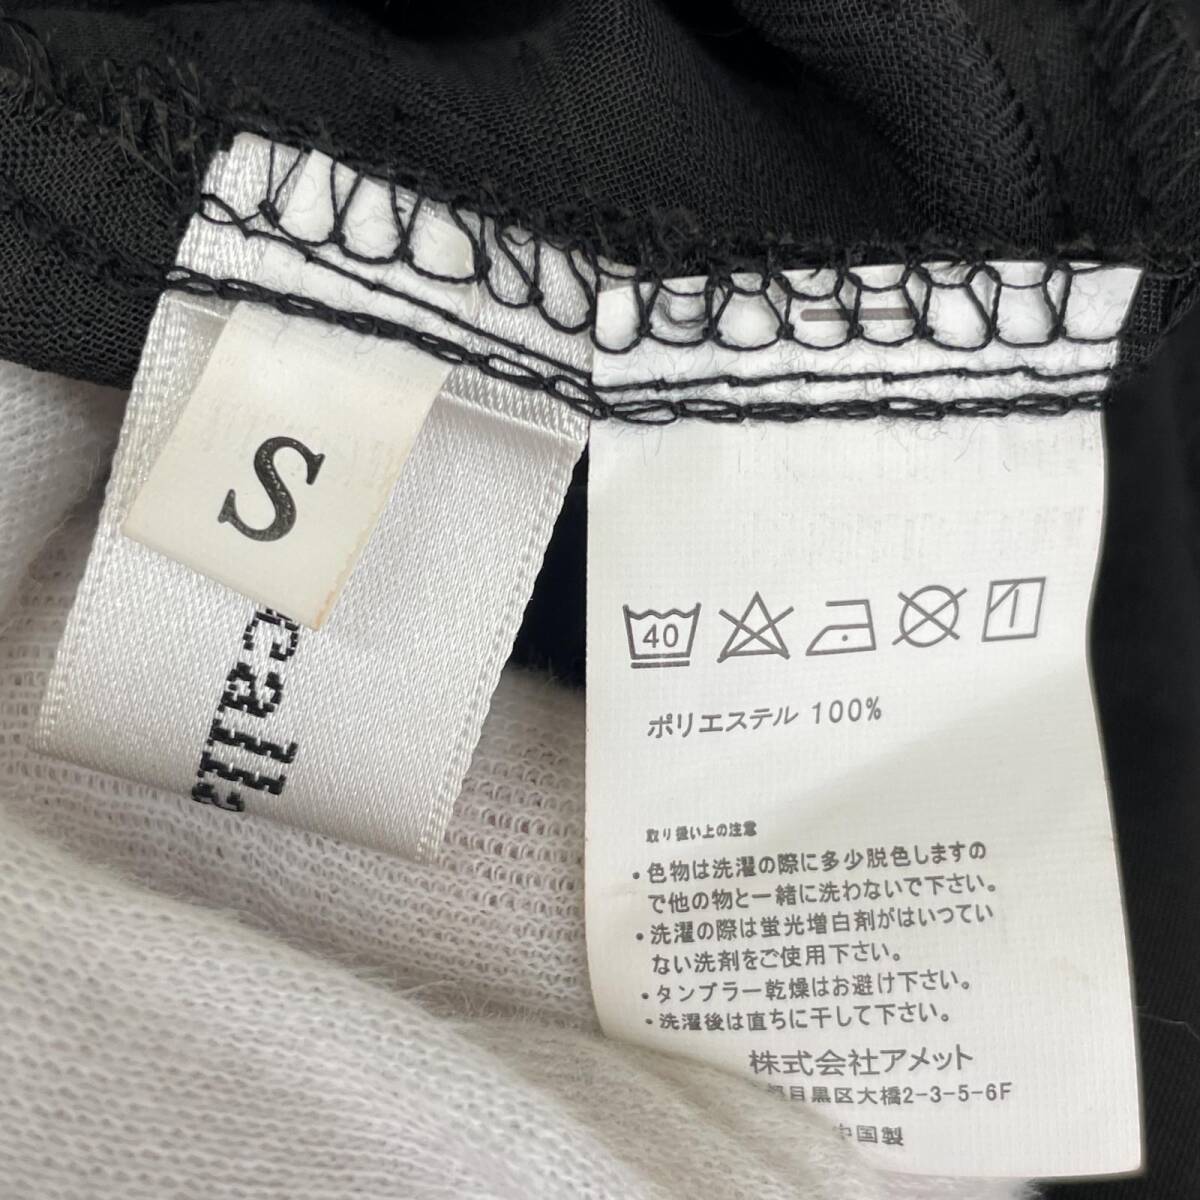 S
40
ポリエステル 100%
取り扱い上の注意
・色物は洗濯の際に多少脱色しますの
で他の物と一緒に洗わないで下さい。
・洗濯の際は蛍光増白剤がはいつてい
ない洗剤をご使用下さい。
・タンブラー乾燥はお避け下さい。
・洗濯後は直ちに干して下さい。
株式会社アメット
目黒区大橋2-3-5-6F
中国製